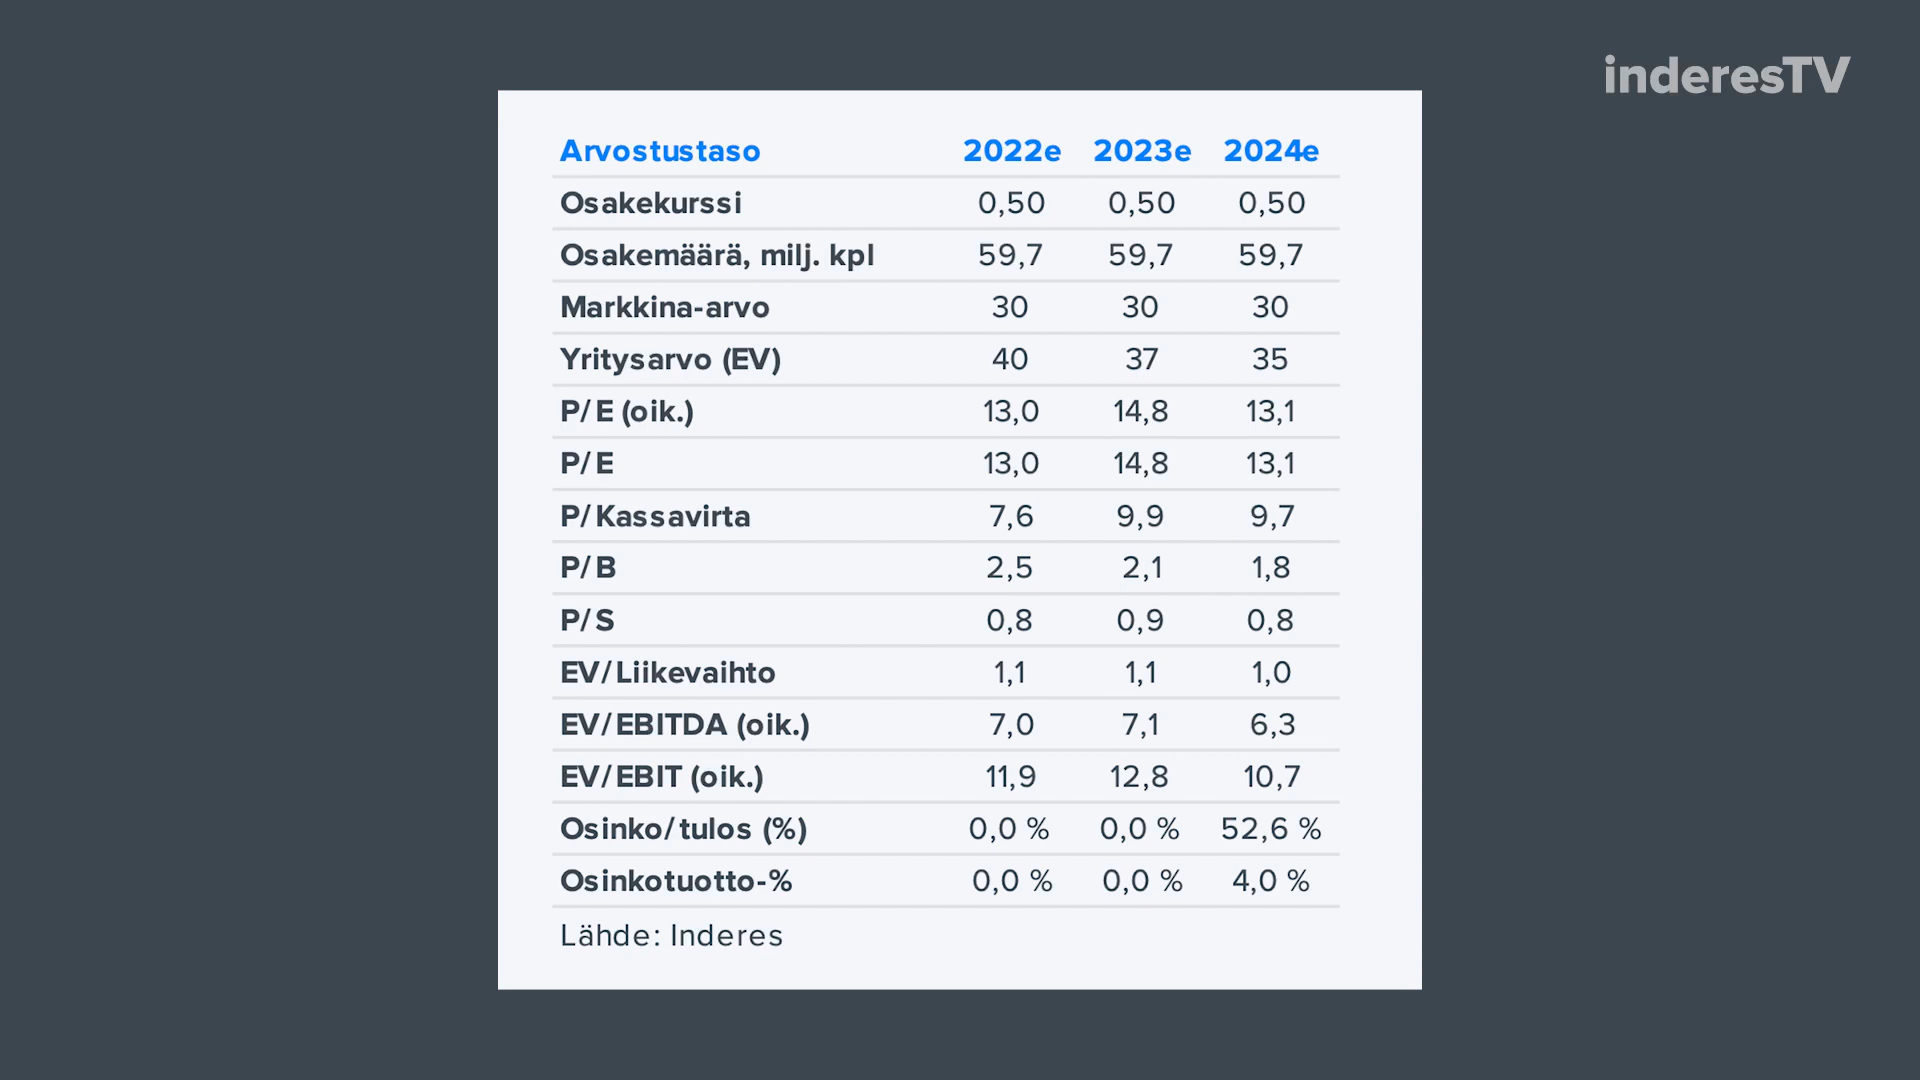 inderesTV
Arvostustaso 2022e 2023e 2024e
Osakekurssi 0,50 0,50 0,50
Osakemäärä, milj. kpl 59,7 59,7 59,7
Markkina-arvo 30 30 30
Yritysarvo (EV) 40 37 35
P/E (oik.) 13,0 14,8 13,1
P/E 13,0 14,8 13,1
P/Kassavirta 7,6 9,9 9,7
P/B 2,5 2,1 1,8
P/S 0,8 0,9 0,8
EV/Liikevaihto 1,1 1,1 1,0
EV/EBITDA (oik.) 7,0 7,1 6,3
EV/EBIT (oik.) 11,9 12,8 10,7
Osinko/tulos (%) 0,0 % 0,0 % 52,6 %
Osinkotuotto-% 0,0 % 0,0 % 4,0 %
Lähde: Inderes